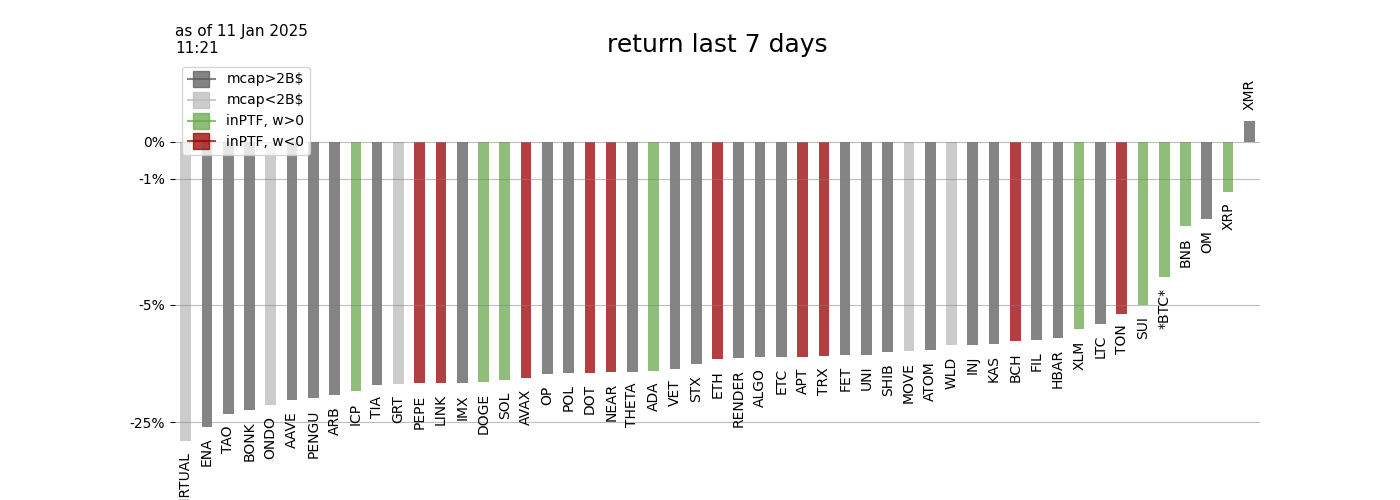 as of 11 Jan 2025
11:21
return last 7 days
mcap>2B$
mcap<2B$
inPTF, w>0
inPTF, w<0
0%
-1%
-5%
-25%
RTUAL
ENA
TAO
BONK
ONDO
AAVE
PENGU
ARB
ICP
TIA
GRT
PEPE
LINK
IMX
DOGE
SOL
AVAX
OP
POL
DOT
NEAR
THETA
ADA
VET
STX
ETH
RENDER
ALGO
ETC
APT
TRX
FET
UNI
SHIB
MOVE
ATOM
WLD
INJ
KAS
BCH
FIL
HBAR
XLM
LTC
TON
SUI
*BTC*
BNB
OM
XRP
XMR